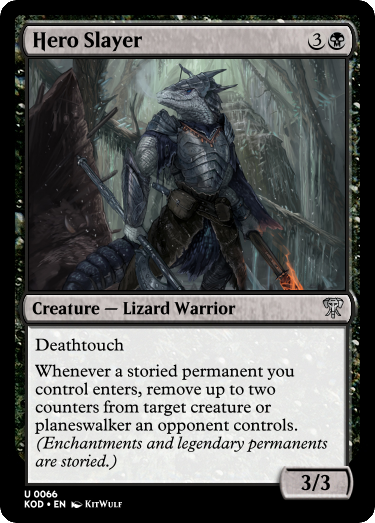 Hero Slayer 3
Creature — Lizard Warrior
Deathtouch
Whenever a storied permanent you
control enters, remove up to two
counters from target creature or
planeswalker an opponent controls.
(Enchantments and legendary permanents
are storied.)
3/3
U 0066
KOD • EN KitWulf